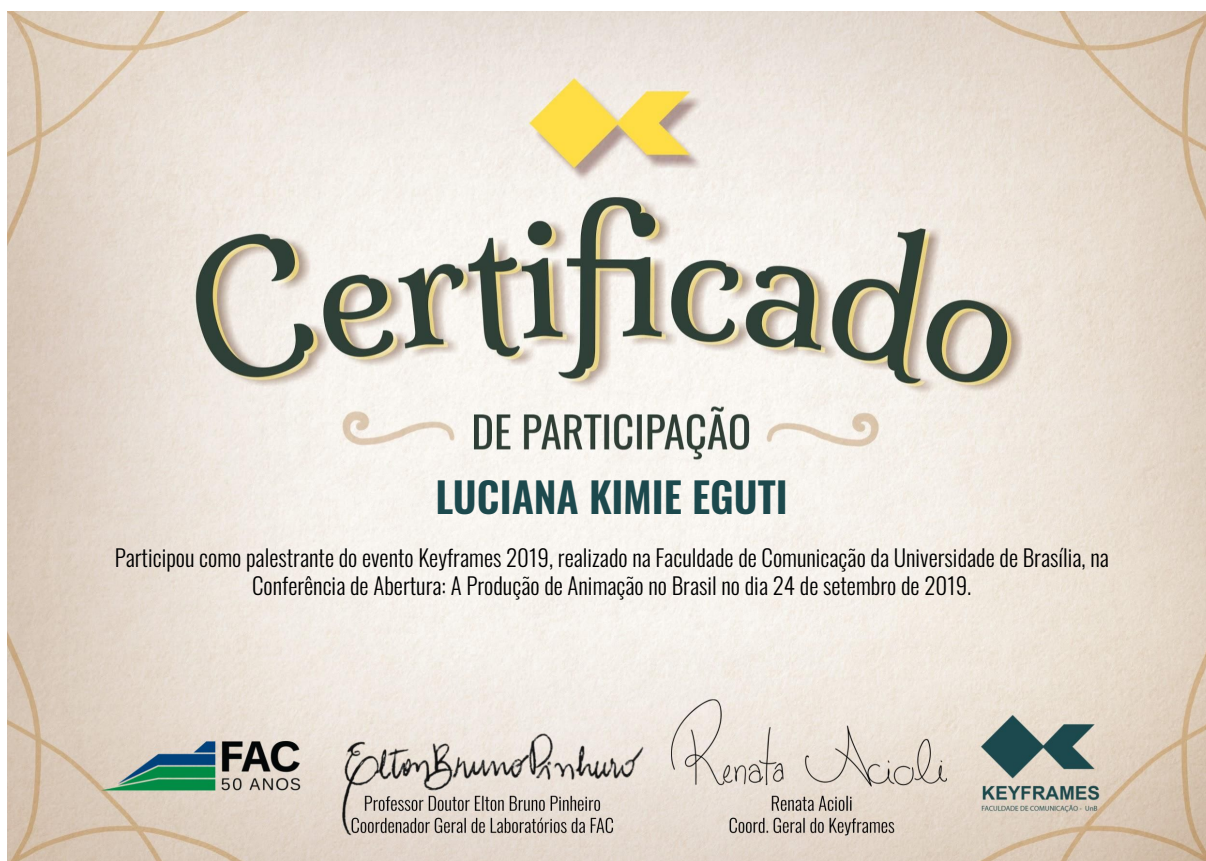 Certificado
DE PARTICIPAÇÃO
LUCIANA KIMIE EGUTI
Participou como palestrante do evento Keyframes 2019, realizado na Faculdade de Comunicação da Universidade de Brasília, na
Conferência de Abertura: A Produção de Animação no Brasil no dia 24 de setembro de 2019.
FAC
50 ANOS
Elton Bruno Pinheiro
Professor Doutor Elton Bruno Pinheiro
Coordenador Geral de Laboratórios da FAC
Renata Acioli
Renata Acioli
Coord. Geral do Keyframes
KEYFRAMES
FACULDADE DE COMUNICAÇÃO - UnB